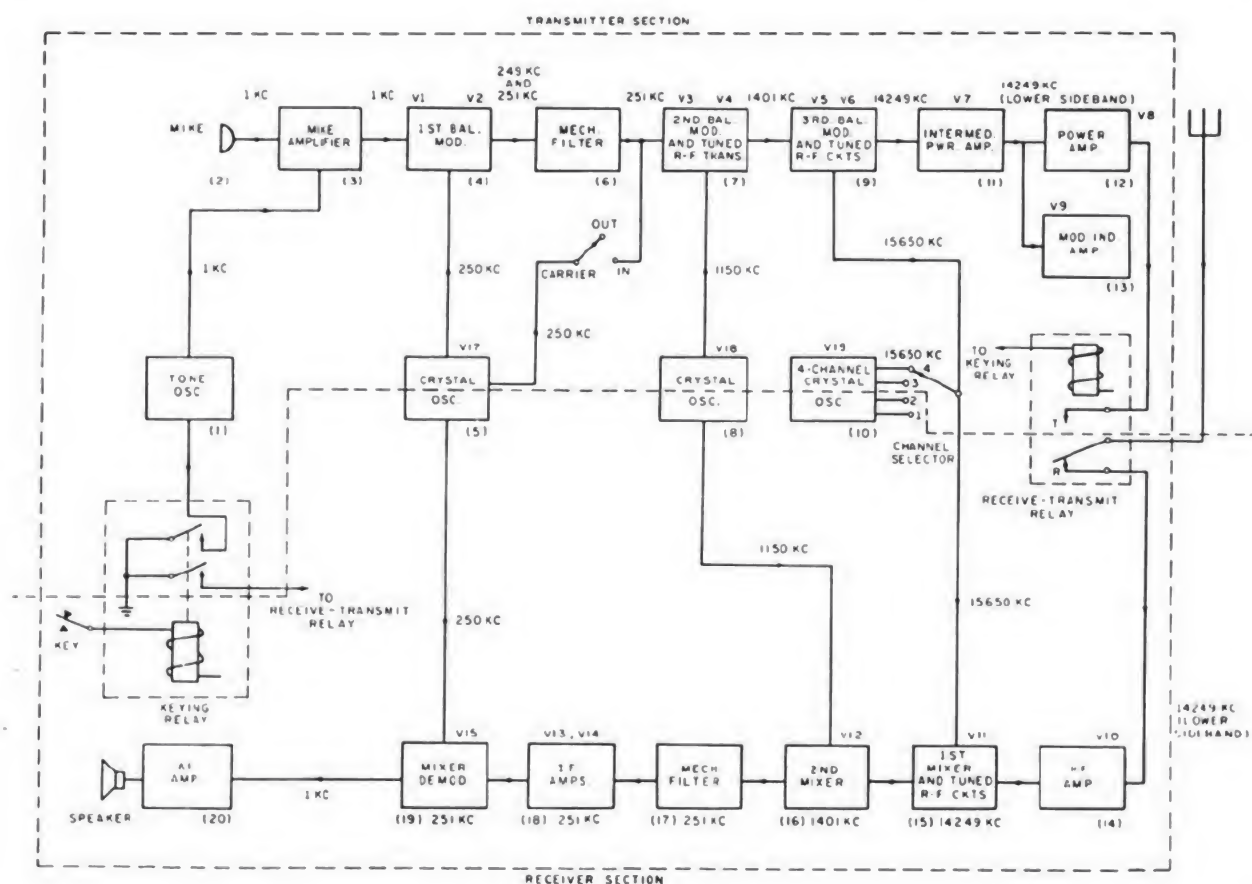 TRANSMITTER SECTION
MIKE
1 KC
MIKE
AMPLIFIER
(2)
(3)
1 KC
V1
V2
1ST BAL.
MOD.
(4)
249 KC
AND
251 KC
MECH.
FILTER
(6)
251 KC
V3
V4
2ND BAL.
MOD.
AND TUNED
R-F TRANS.
(7)
1401 KC
V5
V6
3RD. BAL.
MOD.
AND TUNED
R-F CKTS
(9)
14249 KC
V7
INTERMED.
PWR. AMP.
(11)
14249 KC
(LOWER SIDEBAND)
V8
POWER
AMP.
(12)
V9
MOD. IND.
AMP.
(13)
1 KC
250 KC
OUT
CARRIER
IN
250 KC
1150 KC
15650 KC
TONE
OSC.
(1)
V17
CRYSTAL
OSC.
(5)
V18
CRYSTAL
OSC.
(8)
V19
4-CHANNEL
CRYSTAL
OSC
(10)
15650 KC
4
3
2
1
CHANNEL
SELECTOR
TO
KEYING
RELAY
T
R
RECEIVE-TRANSMIT
RELAY
TO
RECEIVE-TRANSMIT
RELAY
KEY
KEYING
RELAY
250 KC
1150 KC
15650 KC
14249 KC
(LOWER
SIDEBAND)
SPEAKER
AMP.
(20)
1 KC
V15
MIXER
DEMOD.
(19) 251 KC
V13, V14
I F
AMPS.
(18) 251 KC
MECH
FILTER
(17) 251 KC
V12
2ND
MIXER
(16) 1401 KC
V11
1ST
MIXER
AND TUNED
R-F CKTS
(15) 14249 KC
V10
AMP
(14)
RECEIVER SECTION